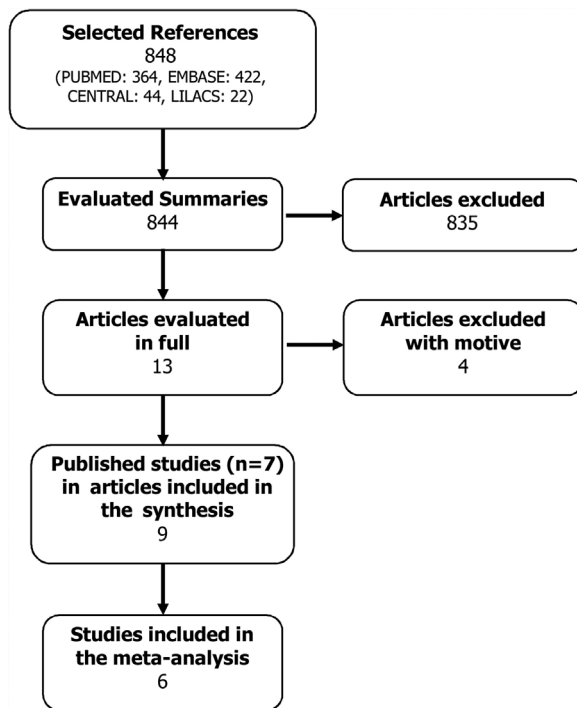 Selected References
848
(PUBMED: 364, EMBASE: 422,
CENTRAL: 44, LILACS: 22)
Evaluated Summaries
844
Articles excluded
835
Articles evaluated
in full
13
Articles excluded
with motive
4
Published studies (n=7)
in articles included in
the synthesis
9
Studies included in
the meta-analysis
6